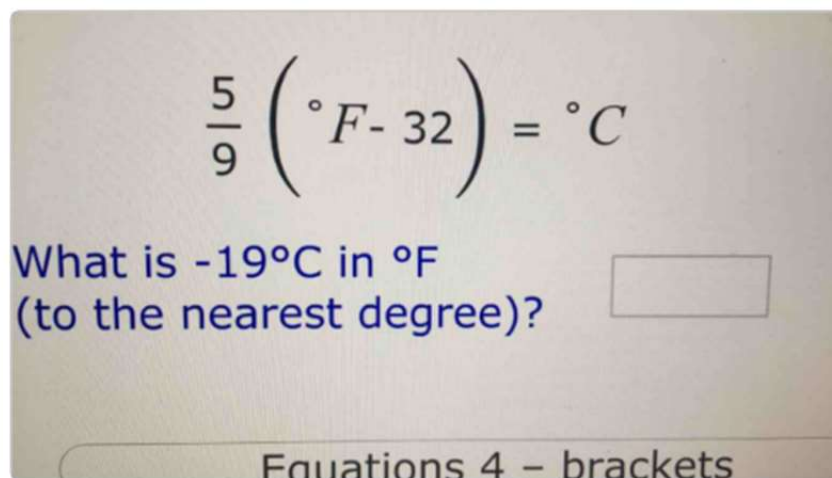 5/9 (°F - 32) = °C
What is -19°C in °F
(to the nearest degree)?
Equations 4 – brackets